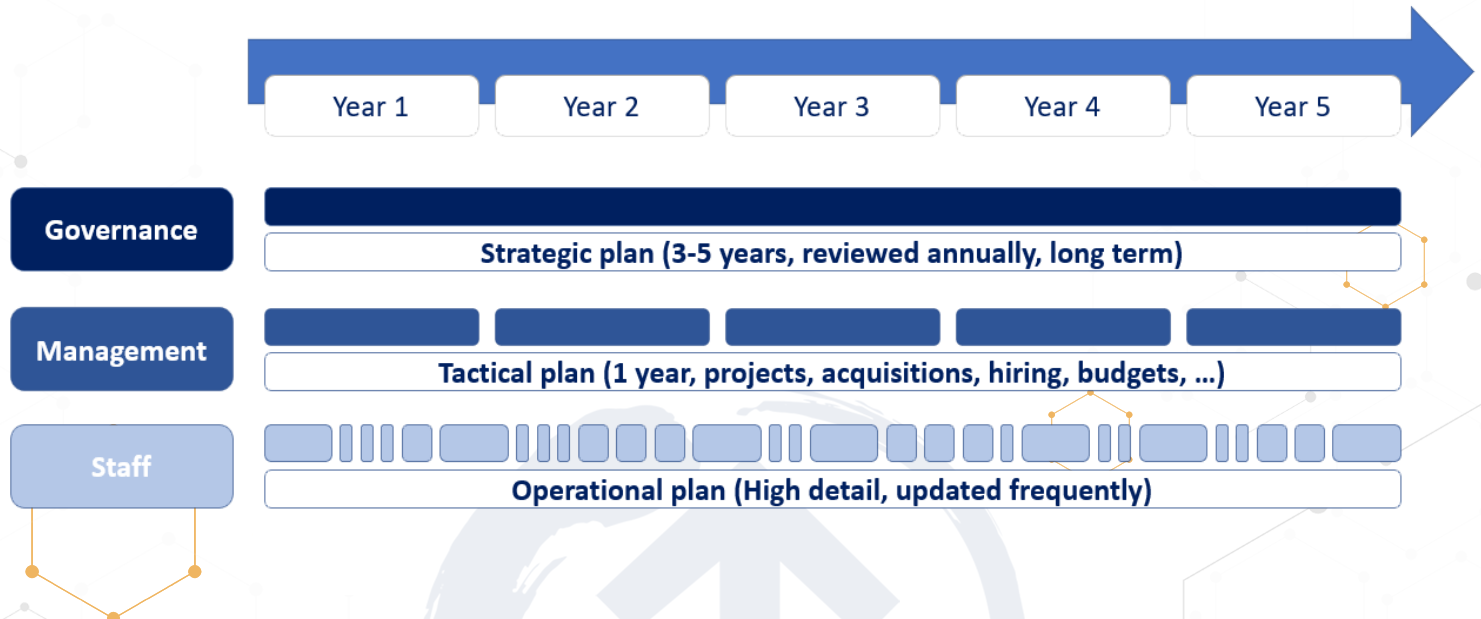 Year 1
Year 2
Year 3
Year 4
Year 5
Governance
Strategic plan (3-5 years, reviewed annually, long term)
Management
Tactical plan (1 year, projects, acquisitions, hiring, budgets, ...)
Staff
Operational plan (High detail, updated frequently)